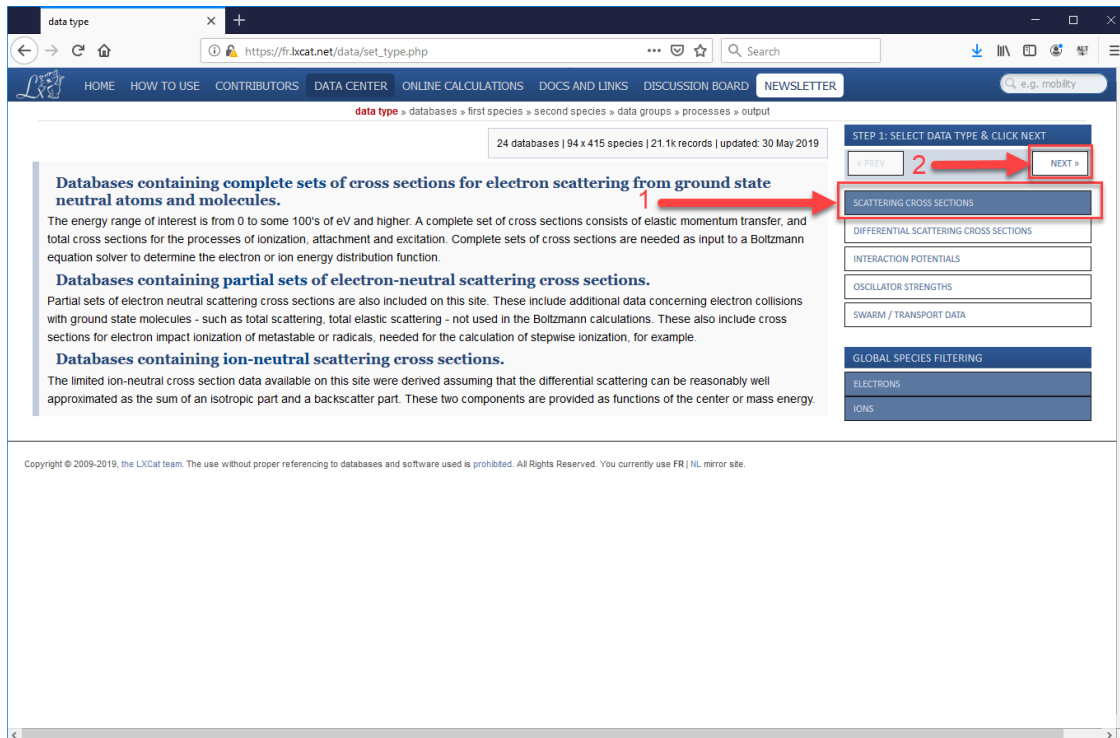 data type
https://fr.lxcat.net/data/set_type.php
Search
LXCat
HOME HOW TO USE CONTRIBUTORS DATA CENTER ONLINE CALCULATIONS DOCS AND LINKS DISCUSSION BOARD NEWSLETTER
e.g. mobility
data type » databases » first species » second species » data groups » processes » output
24 databases | 94 x 415 species | 21.1k records | updated: 30 May 2019
Databases containing complete sets of cross sections for electron scattering from ground state
neutral atoms and molecules.
The energy range of interest is from 0 to some 100's of eV and higher. A complete set of cross sections consists of elastic momentum transfer, and
total cross sections for the processes of ionization, attachment and excitation. Complete sets of cross sections are needed as input to a Boltzmann
equation solver to determine the electron or ion energy distribution function.
Databases containing partial sets of electron-neutral scattering cross sections.
Partial sets of electron neutral scattering cross sections are also included on this site. These include additional data concerning electron collisions
with ground state molecules - such as total scattering, total elastic scattering - not used in the Boltzmann calculations. These also include cross
sections for electron impact ionization of metastable or radicals, needed for the calculation of stepwise ionization, for example.
Databases containing ion-neutral scattering cross sections.
The limited ion-neutral cross section data available on this site were derived assuming that the differential scattering can be reasonably well
approximated as the sum of an isotropic part and a backscatter part. These two components are provided as functions of the center or mass energy.
STEP 1: SELECT DATA TYPE & CLICK NEXT
« PREV
2
NEXT »
1
SCATTERING CROSS SECTIONS
DIFFERENTIAL SCATTERING CROSS SECTIONS
INTERACTION POTENTIALS
OSCILLATOR STRENGTHS
SWARM / TRANSPORT DATA
GLOBAL SPECIES FILTERING
ELECTRONS
IONS
Copyright © 2009-2019, the LXCat team. The use without proper referencing to databases and software used is prohibited. All Rights Reserved. You currently use FR | NL mirror site.